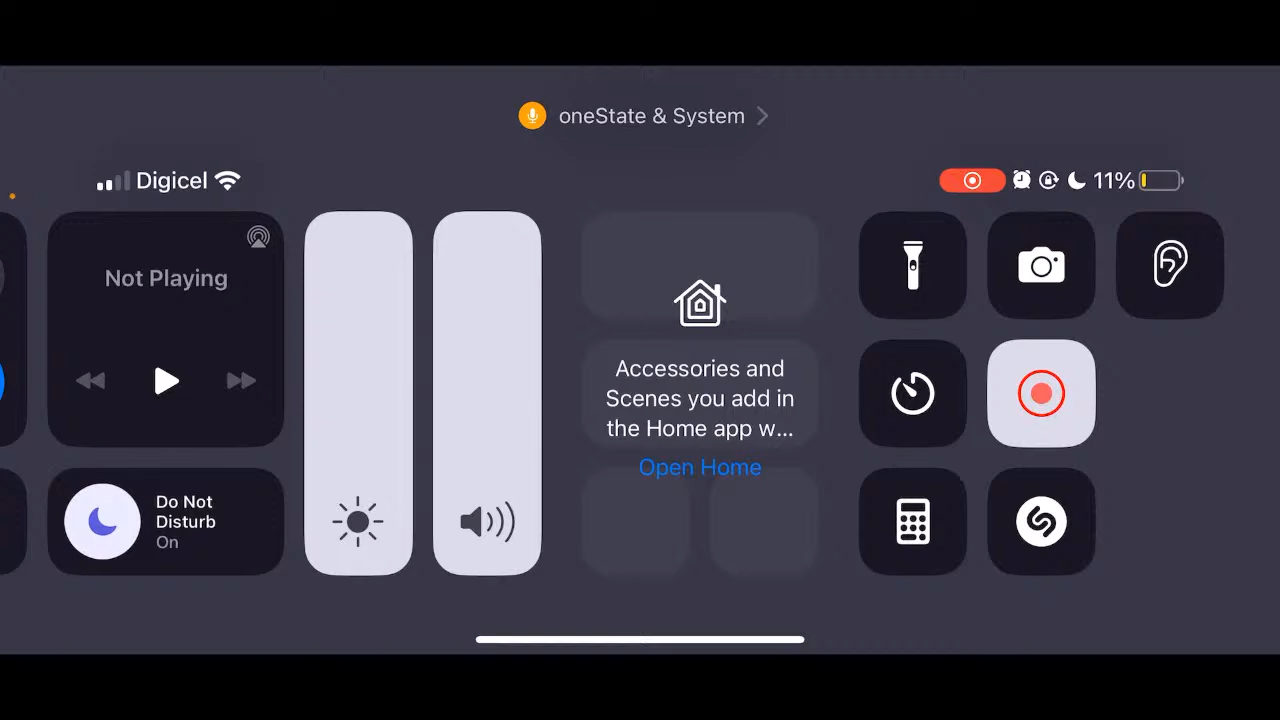 oneState & System
Digicel
11%
Not Playing
Do Not
Disturb
On
Accessories and
Scenes you add in
the Home app w...
Open Home